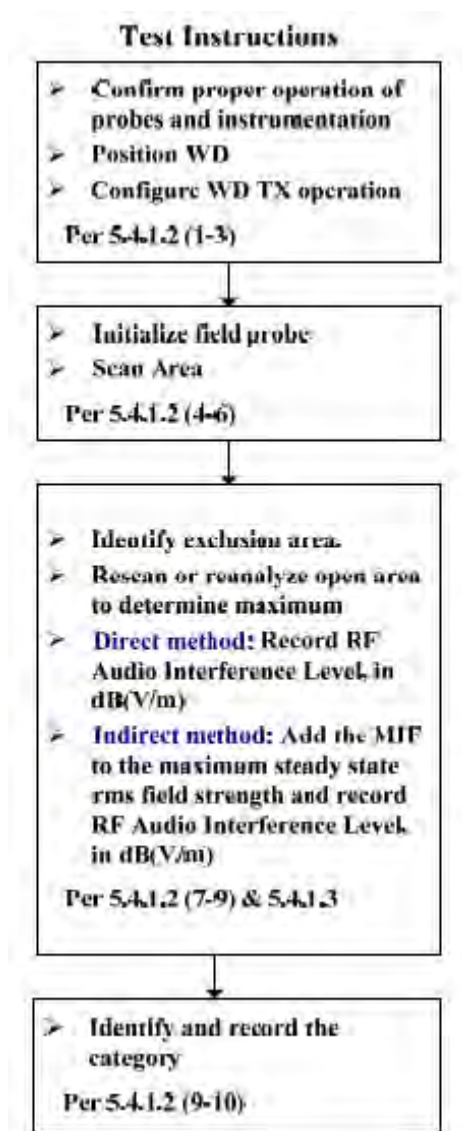 Test Instructions
➢ Confirm proper operation of
probes and instrumentation
➢ Position WD
➢ Configure WD TX operation
Per 5.4.1.2 (1-3)
➢ Initialize field probe
➢ Scan Area
Per 5.4.1.2 (4-6)
➢ Identify exclusion area.
➢ Rescan or reanalyze open area
to determine maximum
➢ Direct method: Record RF
Audio Interference Level, in
dB(V/m)
➢ Indirect method: Add the MIF
to the maximum steady state
rms field strength and record
RF Audio Interference Level,
in dB(V/m)
Per 5.4.1.2 (7-9) & 5.4.1.3
➢ Identify and record the
category
Per 5.4.1.2 (9-10)